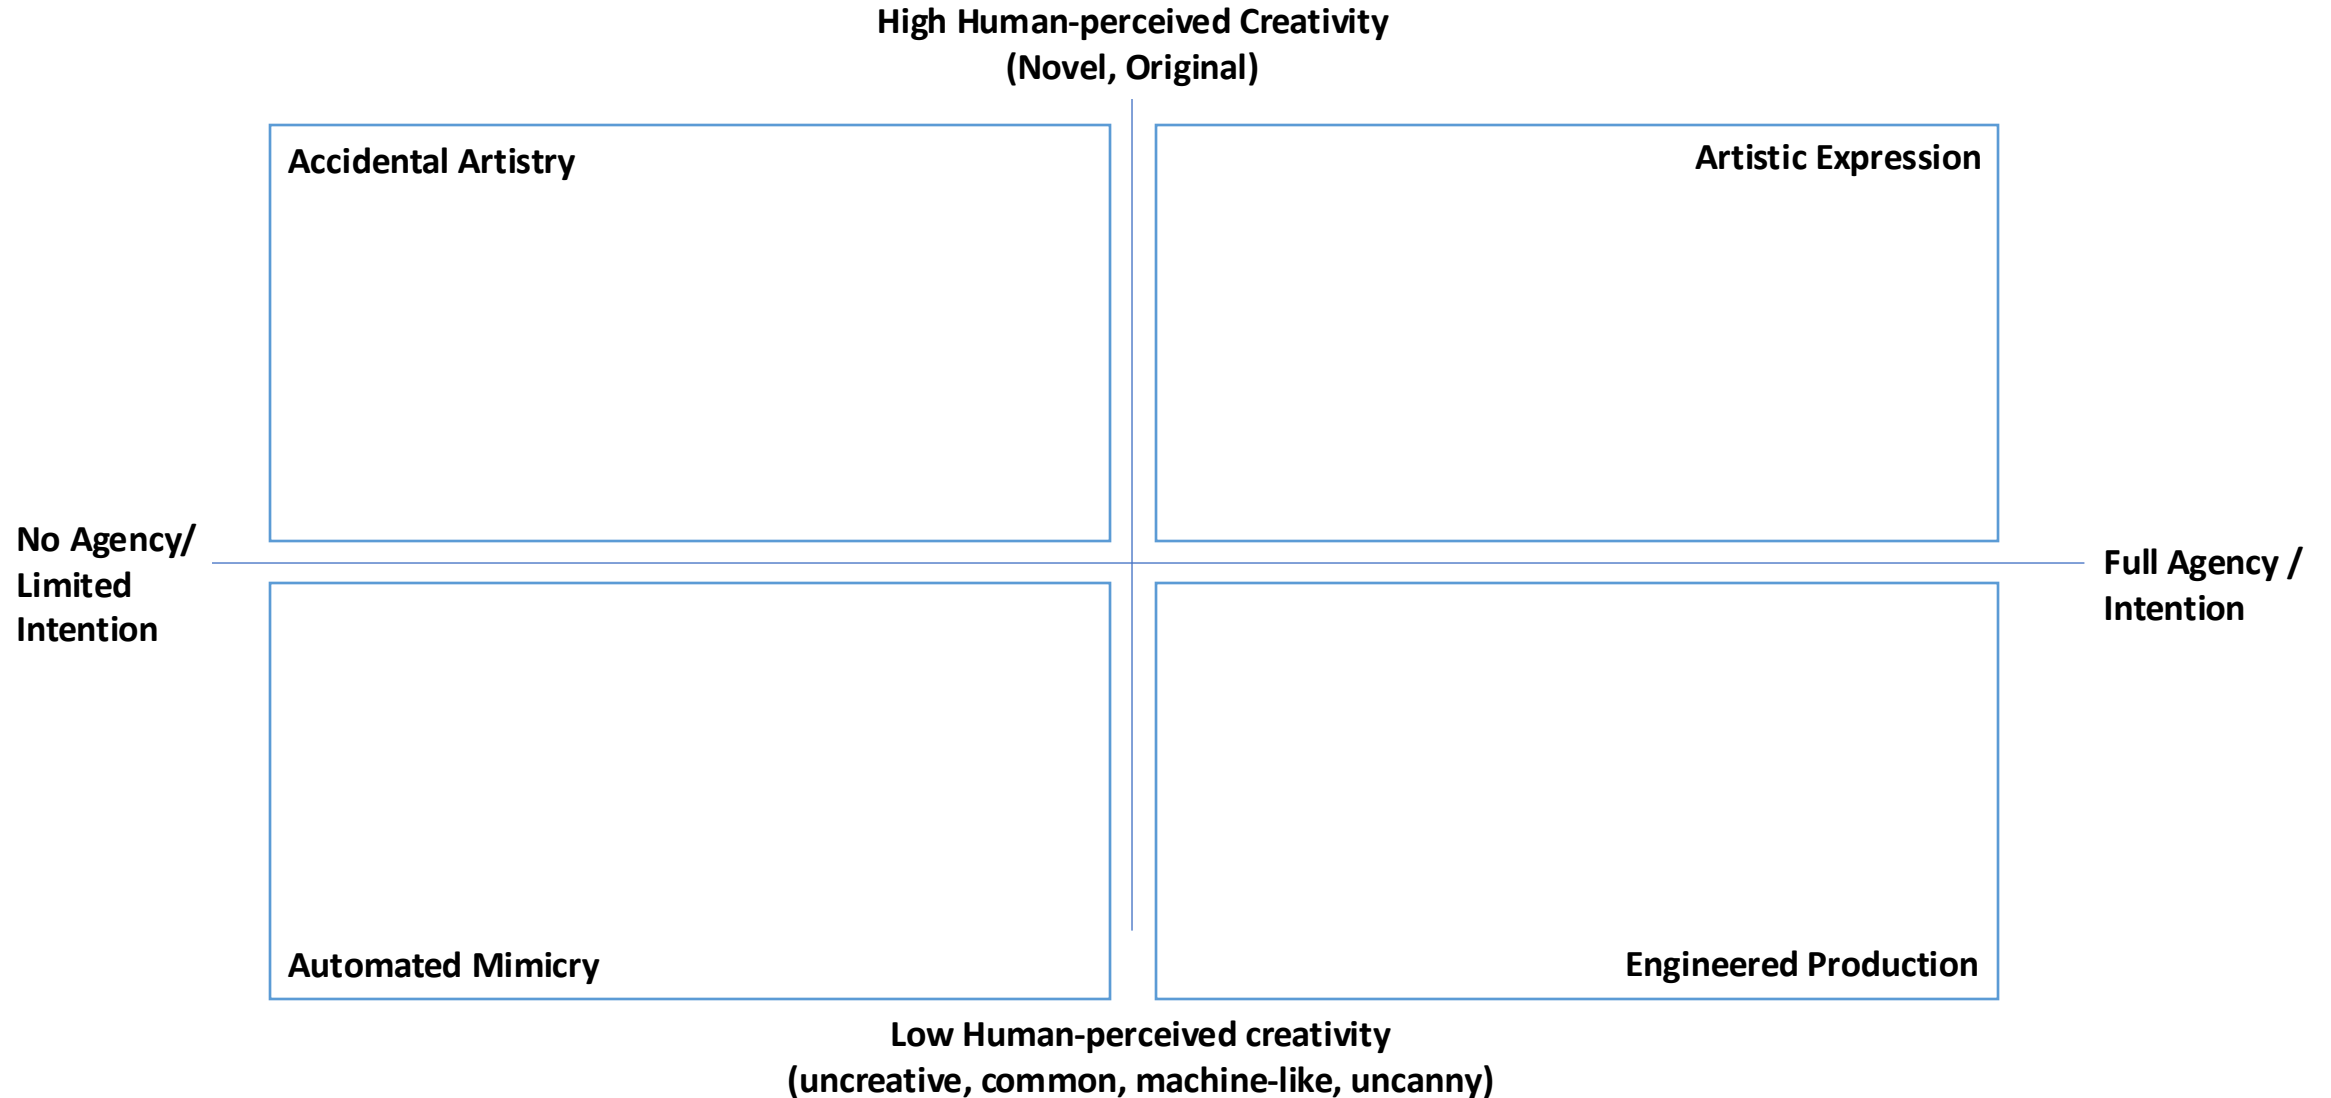 High Human-perceived Creativity
(Novel, Original)
Accidental Artistry
Artistic Expression
No Agency/
Limited
Intention
Full Agency /
Intention
Automated Mimicry
Engineered Production
Low Human-perceived creativity
(uncreative, common, machine-like, uncanny)